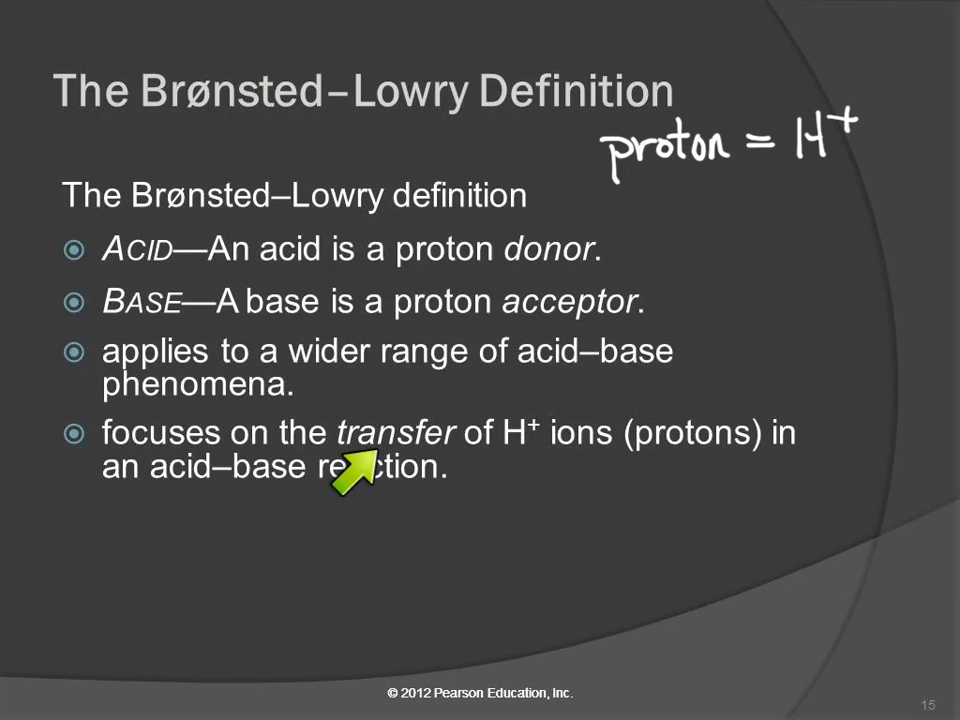 The Brønsted–Lowry Definition
proton = H⁺
The Brønsted–Lowry definition
ACID—An acid is a proton donor.
BASE—A base is a proton acceptor.
applies to a wider range of acid–base
phenomena.
focuses on the transfer of H⁺ ions (protons) in
an acid–base reaction.
© 2012 Pearson Education, Inc.
15